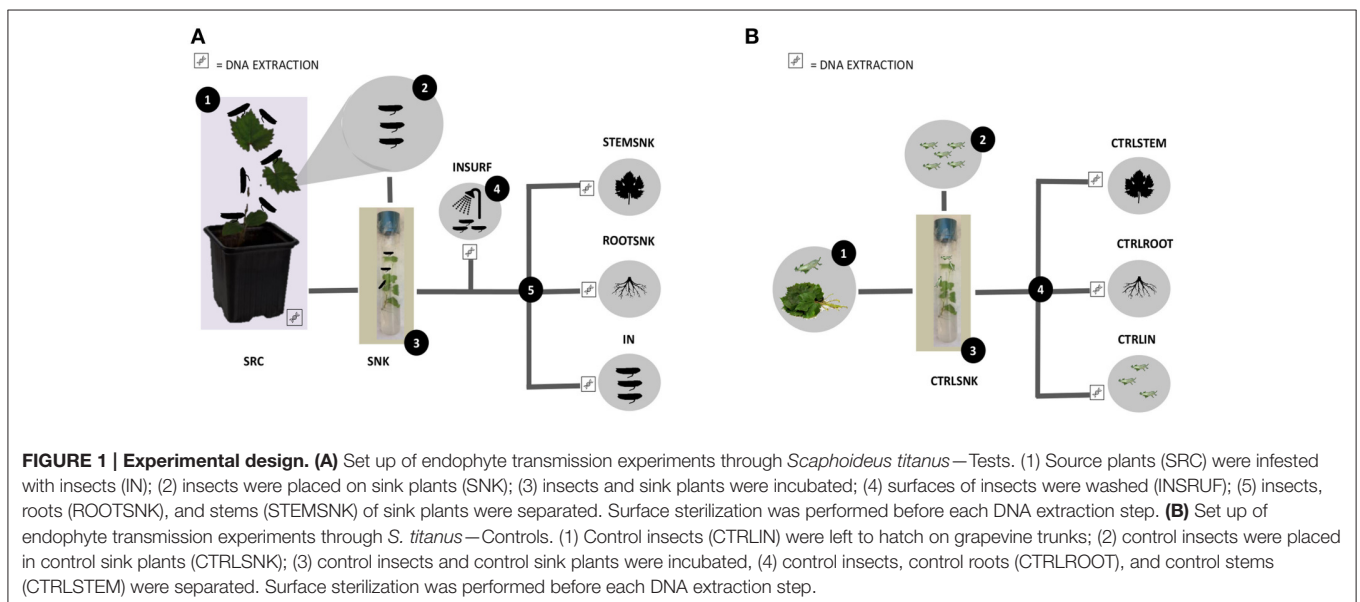 A
= DNA EXTRACTION
1
2
INSURF
4
STEMSNK
ROOTSNK
5
IN
3
SRC
SNK
B
= DNA EXTRACTION
2
CTRLSTEM
1
CTRLROOT
4
CTRLIN
3
CTRLSNK
FIGURE 1 | Experimental design. (A) Set up of endophyte transmission experiments through Scaphoideus titanus—Tests. (1) Source plants (SRC) were infested
with insects (IN); (2) insects were placed on sink plants (SNK); (3) insects and sink plants were incubated; (4) surfaces of insects were washed (INSRUF); (5) insects,
roots (ROOTSNK), and stems (STEMSNK) of sink plants were separated. Surface sterilization was performed before each DNA extraction step. (B) Set up of
endophyte transmission experiments through S. titanus—Controls. (1) Control insects (CTRLIN) were left to hatch on grapevine trunks; (2) control insects were placed
in control sink plants (CTRLSNK); (3) control insects and control sink plants were incubated, (4) control insects, control roots (CTRLROOT), and control stems
(CTRLSTEM) were separated. Surface sterilization was performed before each DNA extraction step.